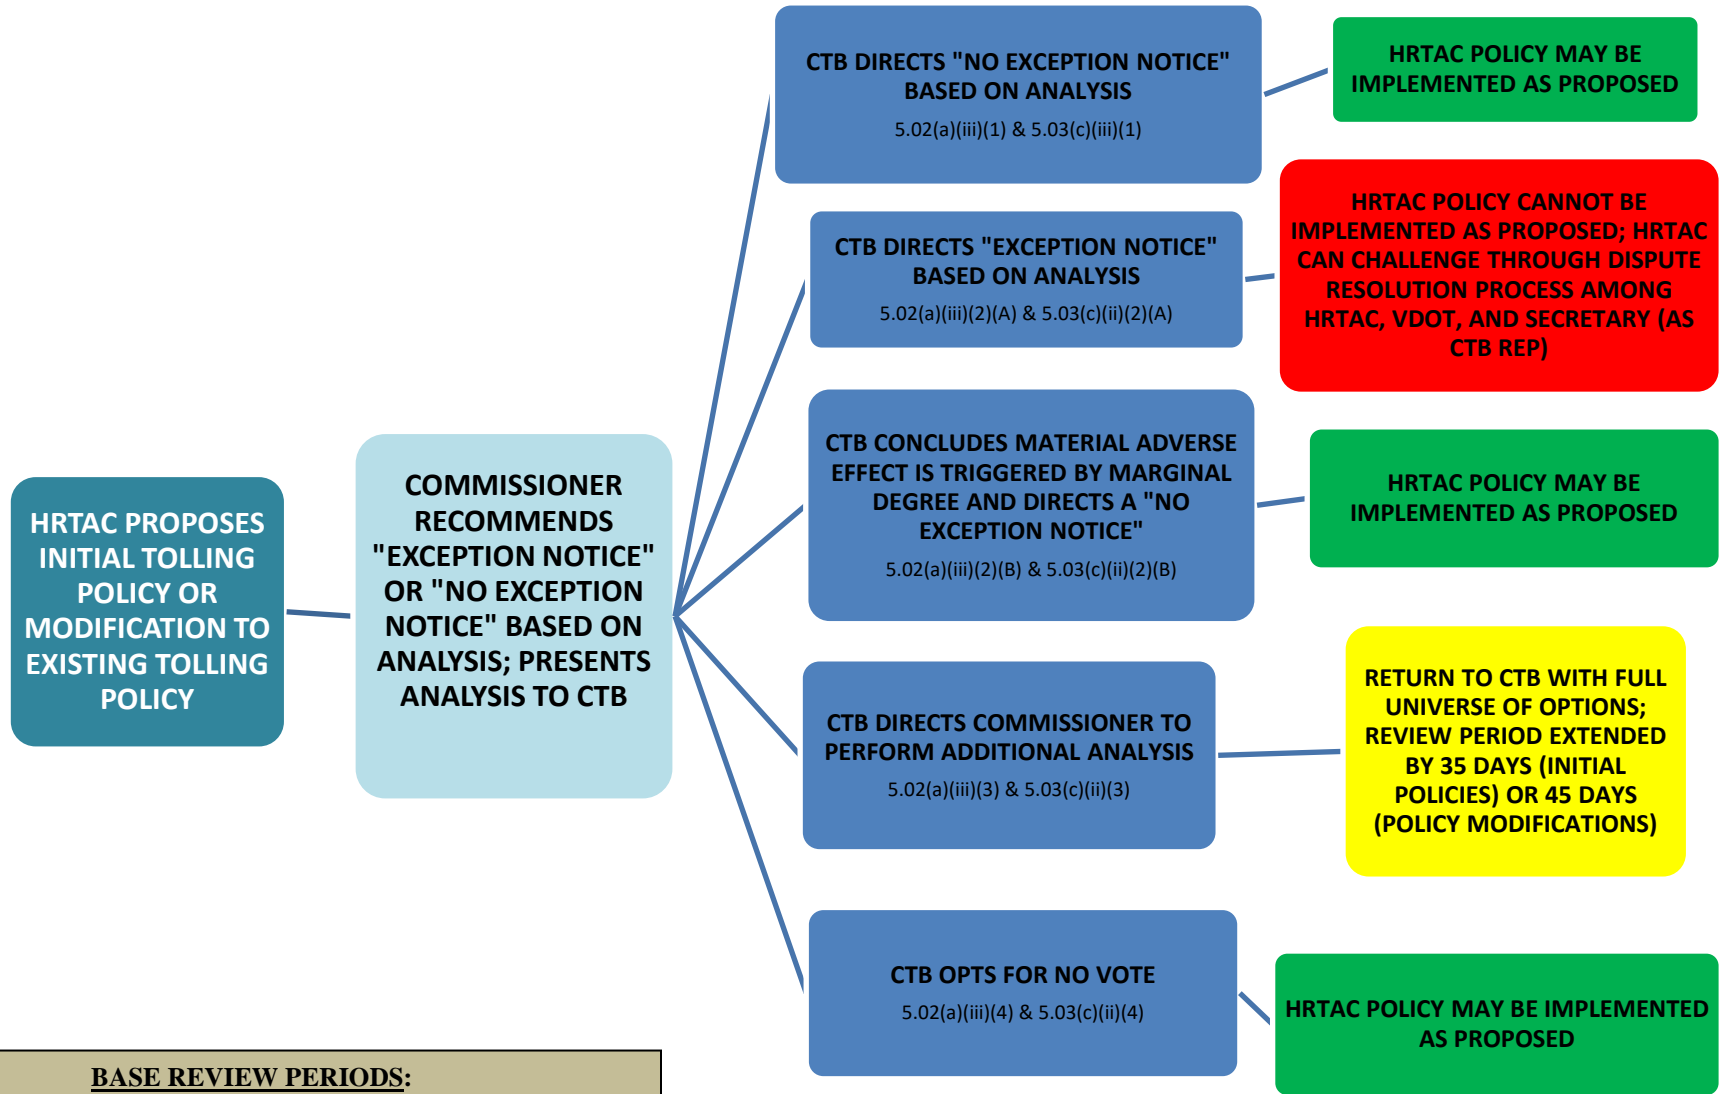 HRTAC PROPOSES
INITIAL TOLLING
POLICY OR
MODIFICATION TO
EXISTING TOLLING
POLICY
COMMISSIONER
RECOMMENDS
"EXCEPTION NOTICE"
OR "NO EXCEPTION
NOTICE" BASED ON
ANALYSIS; PRESENTS
ANALYSIS TO CTB
CTB DIRECTS "NO EXCEPTION NOTICE"
BASED ON ANALYSIS
5.02(a)(iii)(1) & 5.03(c)(iii)(1)
HRTAC POLICY MAY BE
IMPLEMENTED AS PROPOSED
CTB DIRECTS "EXCEPTION NOTICE"
BASED ON ANALYSIS
5.02(a)(iii)(2)(A) & 5.03(c)(ii)(2)(A)
HRTAC POLICY CANNOT BE
IMPLEMENTED AS PROPOSED; HRTAC
CAN CHALLENGE THROUGH DISPUTE
RESOLUTION PROCESS AMONG
HRTAC, VDOT, AND SECRETARY (AS
CTB REP)
CTB CONCLUDES MATERIAL ADVERSE
EFFECT IS TRIGGERED BY MARGINAL
DEGREE AND DIRECTS A "NO
EXCEPTION NOTICE"
5.02(a)(iii)(2)(B) & 5.03(c)(ii)(2)(B)
HRTAC POLICY MAY BE
IMPLEMENTED AS PROPOSED
CTB DIRECTS COMMISSIONER TO
PERFORM ADDITIONAL ANALYSIS
5.02(a)(iii)(3) & 5.03(c)(ii)(3)
RETURN TO CTB WITH FULL
UNIVERSE OF OPTIONS;
REVIEW PERIOD EXTENDED
BY 35 DAYS (INITIAL
POLICIES) OR 45 DAYS
(POLICY MODIFICATIONS)
CTB OPTS FOR NO VOTE
5.02(a)(iii)(4) & 5.03(c)(ii)(4)
HRTAC POLICY MAY BE IMPLEMENTED
AS PROPOSED
BASE REVIEW PERIODS: